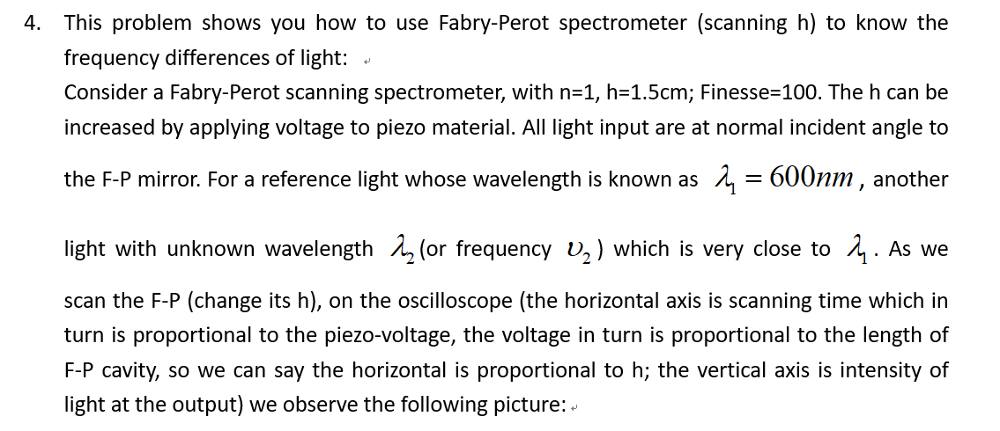 4. This problem shows you how to use Fabry-Perot spectrometer (scanning h) to know the
frequency differences of light:
Consider a Fabry-Perot scanning spectrometer, with n=1, h=1.5cm; Finesse=100. The h can be
increased by applying voltage to piezo material. All light input are at normal incident angle to
the F-P mirror. For a reference light whose wavelength is known as λ₁ = 600nm, another
light with unknown wavelength λ₂ (or frequency υ₂) which is very close to λ₁. As we
scan the F-P (change its h), on the oscilloscope (the horizontal axis is scanning time which in
turn is proportional to the piezo-voltage, the voltage in turn is proportional to the length of
F-P cavity, so we can say the horizontal is proportional to h; the vertical axis is intensity of
light at the output) we observe the following picture: